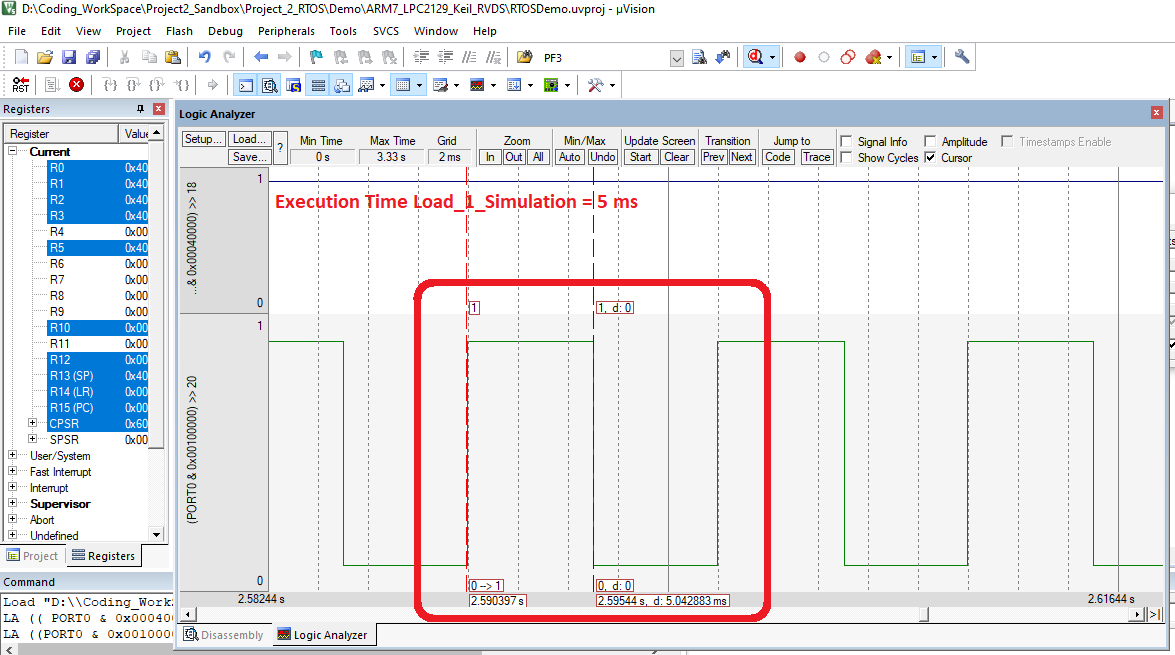 D:\Coding_WorkSpace\Project2_Sandbox\Project_2_RTOS\Demo\ARM7_LPC2129_Keil_RVDS\RTOSDemo.uvproj - µVision
File Edit View Project Flash Debug Peripherals Tools SVCS Window Help
PF3
RST
Registers
Register Value
Current
R0 0x40
R1 0x40
R2 0x40
R3 0x40
R4 0x00
R5 0x40
R6 0x00
R7 0x00
R8 0x00
R9 0x00
R10 0x00
R11 0x00
R12 0x00
R13 (SP) 0x40
R14 (LR) 0x00
R15 (PC) 0x00
CPSR 0x60
SPSR 0x00
User/System
Fast Interrupt
Interrupt
Supervisor
Abort
Undefined
Project Registers
Command
Load "D:\\Coding_Work
LA (( PORT0 & 0x00040
LA ((PORT0 & 0x001000
Logic Analyzer
Setup... Load... Save... ?
Min Time Max Time Grid Zoom Min/Max Update Screen Transition Jump to
0 s 3.33 s 2 ms In Out All Auto Undo Start Clear Prev Next Code Trace
Signal Info Amplitude Timestamps Enable
Show Cycles Cursor
...& 0x00040000) >> 18
1
0
Execution Time Load_1_Simulation = 5 ms
1 1, d: 0
(PORT0 & 0x00100000) >> 20
1
0
0 --> 1 0, d: 0
2.58244 s 2.590397 s 2.59544 s, d: 5.042883 ms 2.61644 s
Disassembly Logic Analyzer